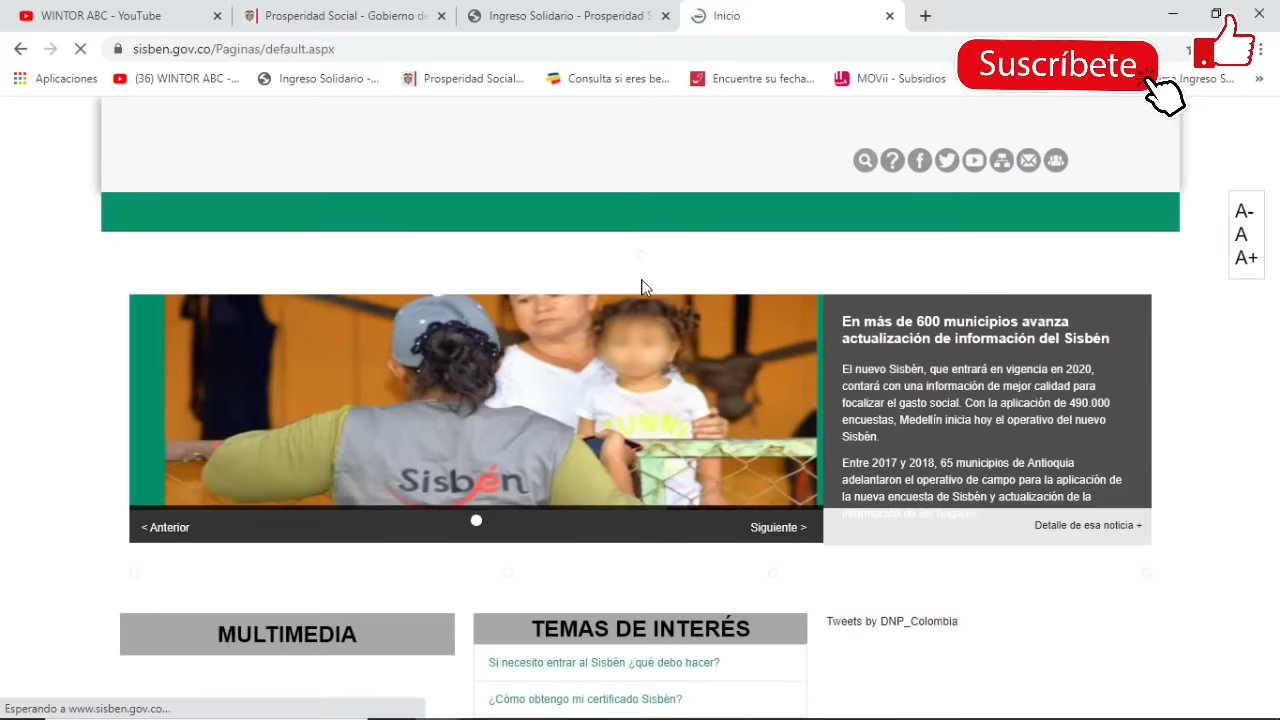 WINTOR ABC - YouTube
Prosperidad Social - Gobierno de
Ingreso Solidario - Prosperidad S
Inicio
sisben.gov.co/Paginas/default.aspx
Aplicaciones
(36) WINTOR ABC -...
Ingreso Solidario -...
Prosperidad Social...
Consulta si eres be...
Encuentre su fecha...
MOVii - Subsidios
Suscríbete
Ingreso S...
A-
A
A+
Sisbén
En más de 600 municipios avanza
actualización de información del Sisbén
El nuevo Sisbén, que entrará en vigencia en 2020,
contará con una información de mejor calidad para
focalizar el gasto social. Con la aplicación de 490.000
encuestas, Medellín inicia hoy el operativo del nuevo
Sisbén.
Entre 2017 y 2018, 65 municipios de Antioquia
adelantaron el operativo de campo para la aplicación de
la nueva encuesta de Sisbén y actualización de la
información de los hogares.
< Anterior
Siguiente >
Detalle de esa noticia +
MULTIMEDIA
TEMAS DE INTERÉS
Si necesito entrar al Sisbén ¿qué debo hacer?
¿Cómo obtengo mi certificado Sisbén?
Tweets by DNP_Colombia
Esperando a www.sisben.gov.co...